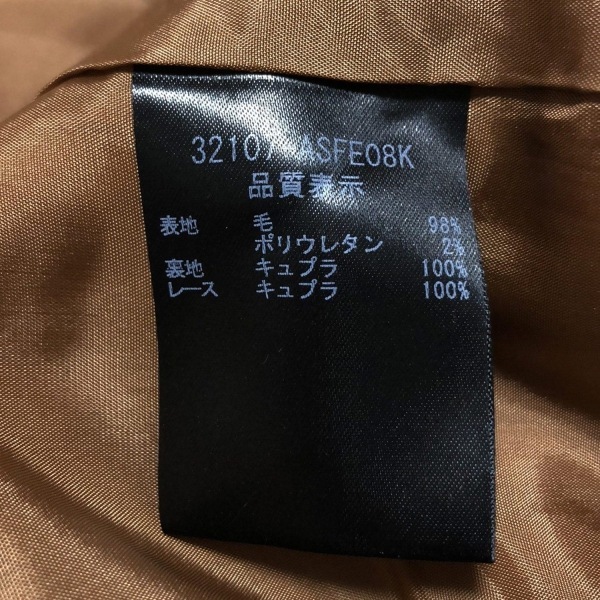 32107 ASFE08K
品質表示
表地 毛 98%
ポリウレタン 2%
裏地 キュプラ 100%
レース キュプラ 100%